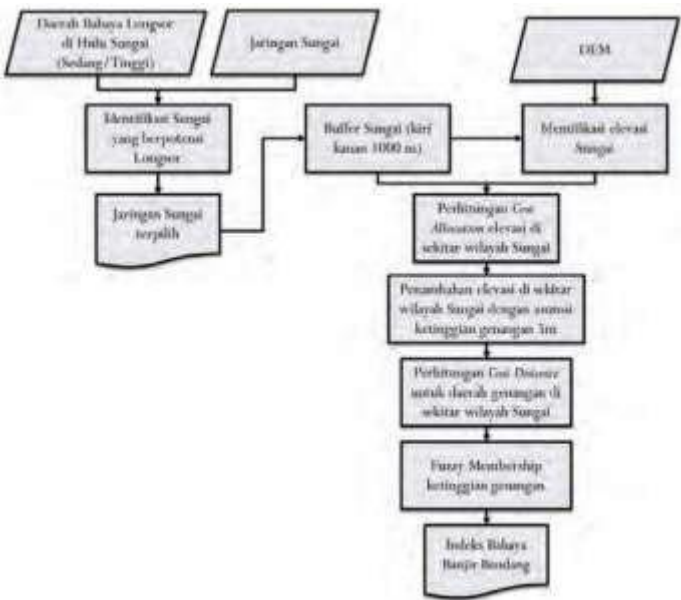 Daerah Bahaya Longsor
di Hulu Sungai
(Sedang/Tinggi)
Jaringan Sungai
DEM
Identifikasi Sungai
yang berpotensi
Longsor
Buffer Sungai (kiri
kanan 1000 m)
Identifikasi elevasi
Sungai
Jaringan Sungai
terpilih
Perhitungan Cost
Allocation elevasi di
sekitar wilayah Sungai
Penambahan elevasi di sekitar
wilayah Sungai dengan asumsi
ketinggian genangan 5m
Perhitungan Cost Distance
untuk daerah genangan di
sekitar wilayah Sungai
Fuzzy Membership
ketinggian genangan
Indeks Bahaya
Banjir Bandang